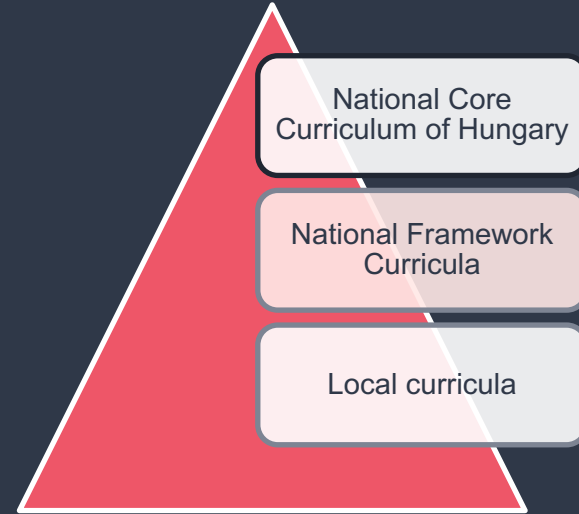 National Core
Curriculum of Hungary
National Framework
Curricula
Local curricula